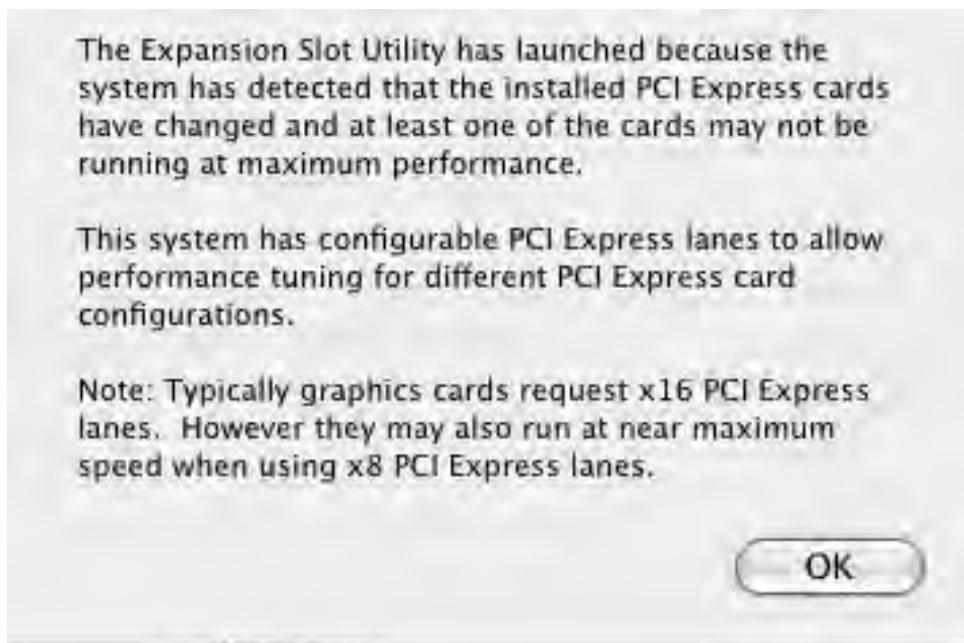 The Expansion Slot Utility has launched because the
system has detected that the installed PCI Express cards
have changed and at least one of the cards may not be
running at maximum performance.
This system has configurable PCI Express lanes to allow
performance tuning for different PCI Express card
configurations.
Note: Typically graphics cards request x16 PCI Express
lanes.  However they may also run at near maximum
speed when using x8 PCI Express lanes.
OK